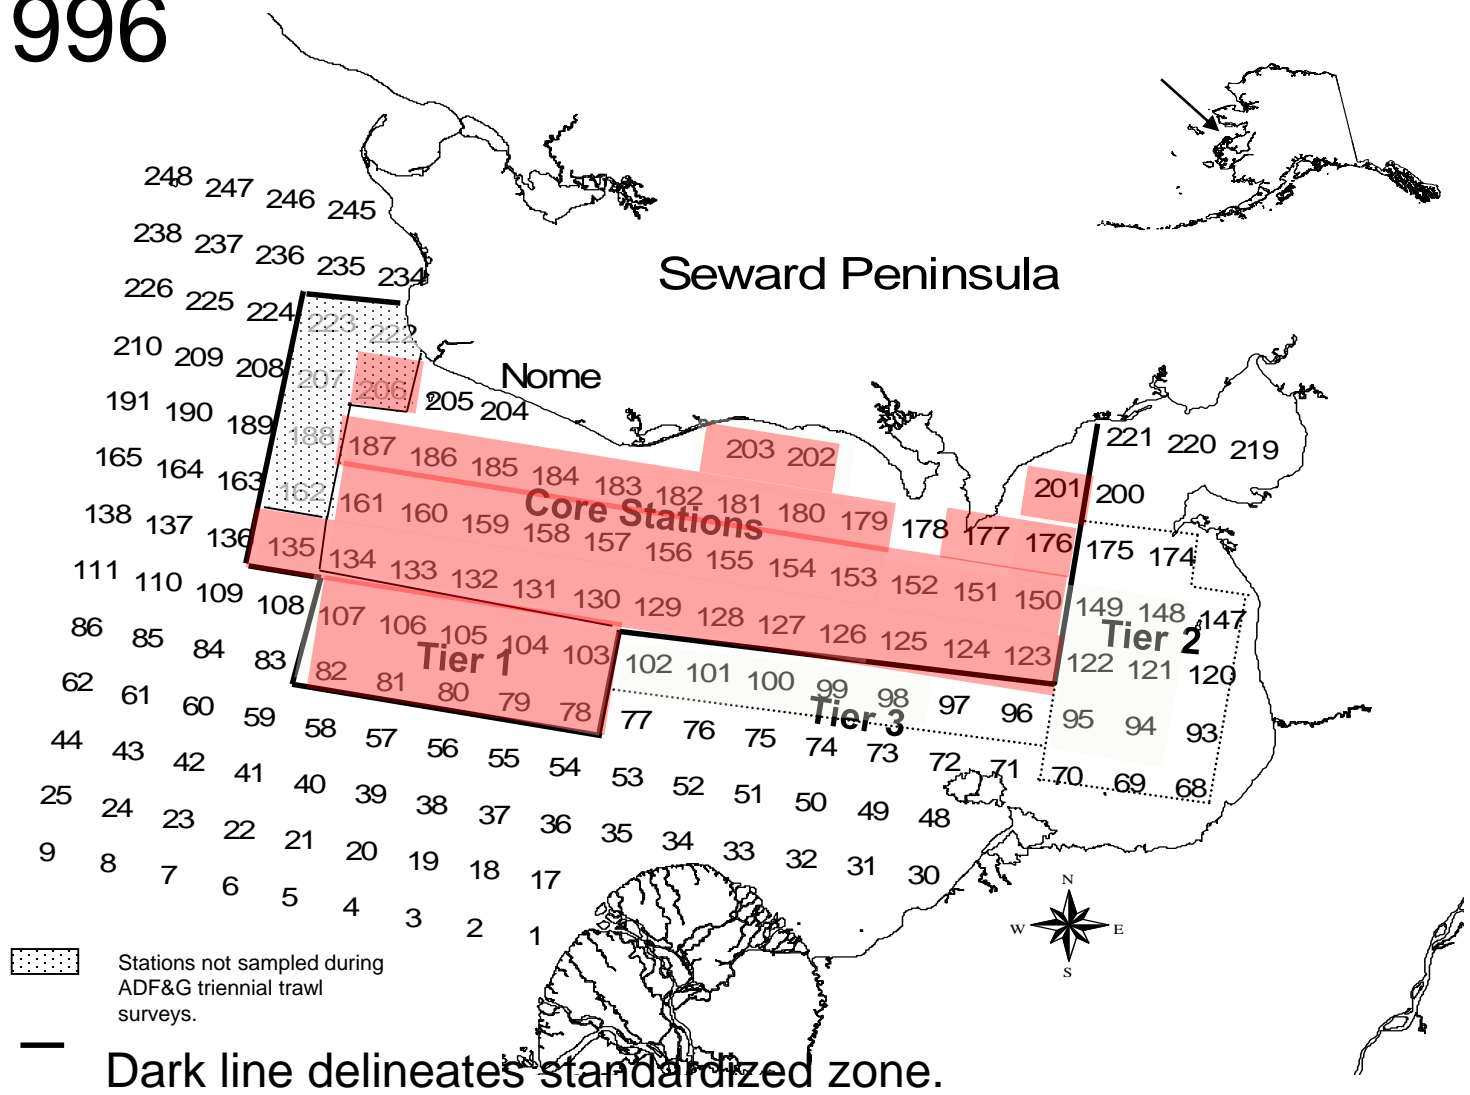 996
248 247 246 245
238 237 236 235 234
Seward Peninsula
226 225 224 223 222
210 209 208 207 206 205 204
Nome
191 190 189 188 187 186 185 184 183 182 181 180 179 178 177 176 175 174
203 202
201 200
221 220 219
Core Stations
165 164 163 162 161 160 159 158 157 156 155 154 153 152 151 150 149 148 147
138 137 136 135 134 133 132 131 130 129 128 127 126 125 124 123 122 121 120
Tier 2
111 110 109 108 107 106 105 104 103 102 101 100 99 98 97 96 95 94 93
Tier 1
Tier 3
86 85 84 83 82 81 80 79 78 77 76 75 74 73 72 71 70 69 68
62 61 60 59 58 57 56 55 54 53 52 51 50 49 48
44 43 42 41 40 39 38 37 36 35 34 33 32 31 30
25 24 23 22 21 20 19 18 17
9 8 7 6 5 4 3 2 1
N
W E
S
Stations not sampled during
ADF&G triennial trawl
surveys.
Dark line delineates standardized zone.